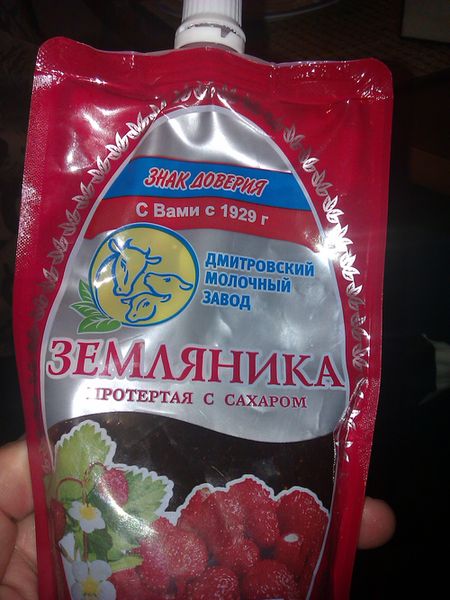 ЗНАК ДОВЕРИЯ
С Вами с 1929 г
ДМИТРОВСКИЙ
МОЛОЧНЫЙ
ЗАВОД
ЗЕМЛЯНИКА
ПРОТЕРТАЯ С САХАРОМ